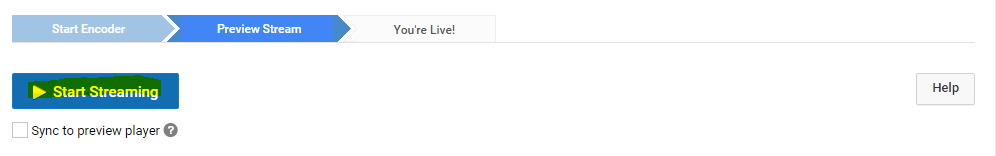 Start Encoder Preview Stream You're Live!
Start Streaming Help
Sync to preview player ?